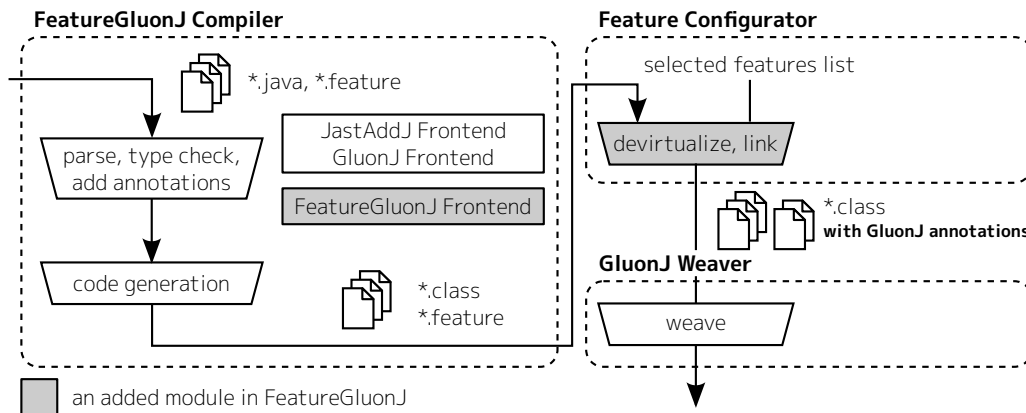 FeatureGluonJ Compiler
*.java, *.feature
parse, type check,
add annotations
JastAddJ Frontend
GluonJ Frontend
FeatureGluonJ Frontend
code generation
*.class
*.feature
an added module in FeatureGluonJ
Feature Configurator
selected features list
devirtualize, link
*.class
with GluonJ annotations
GluonJ Weaver
weave